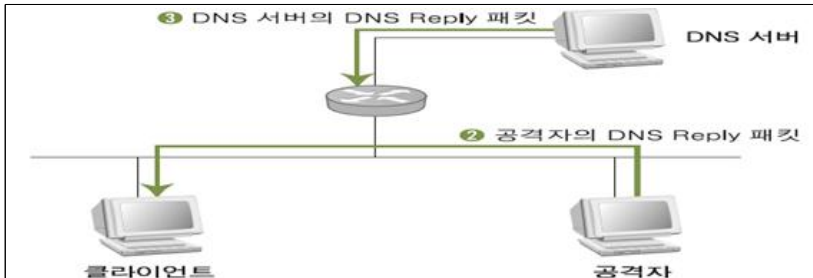 ❸ DNS 서버의 DNS Reply 패킷
DNS 서버
❷ 공격자의 DNS Reply 패킷
클라이언트
공격자